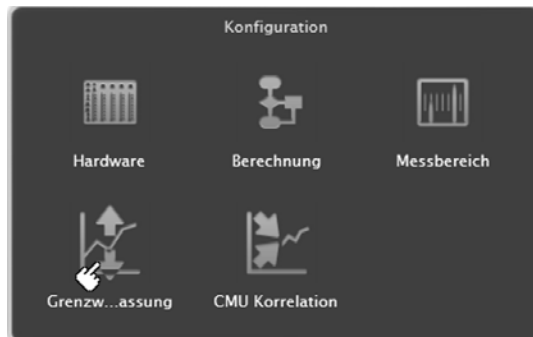 Konfiguration
Hardware
Berechnung
Messbereich
Grenzw...assung
CMU Korrelation